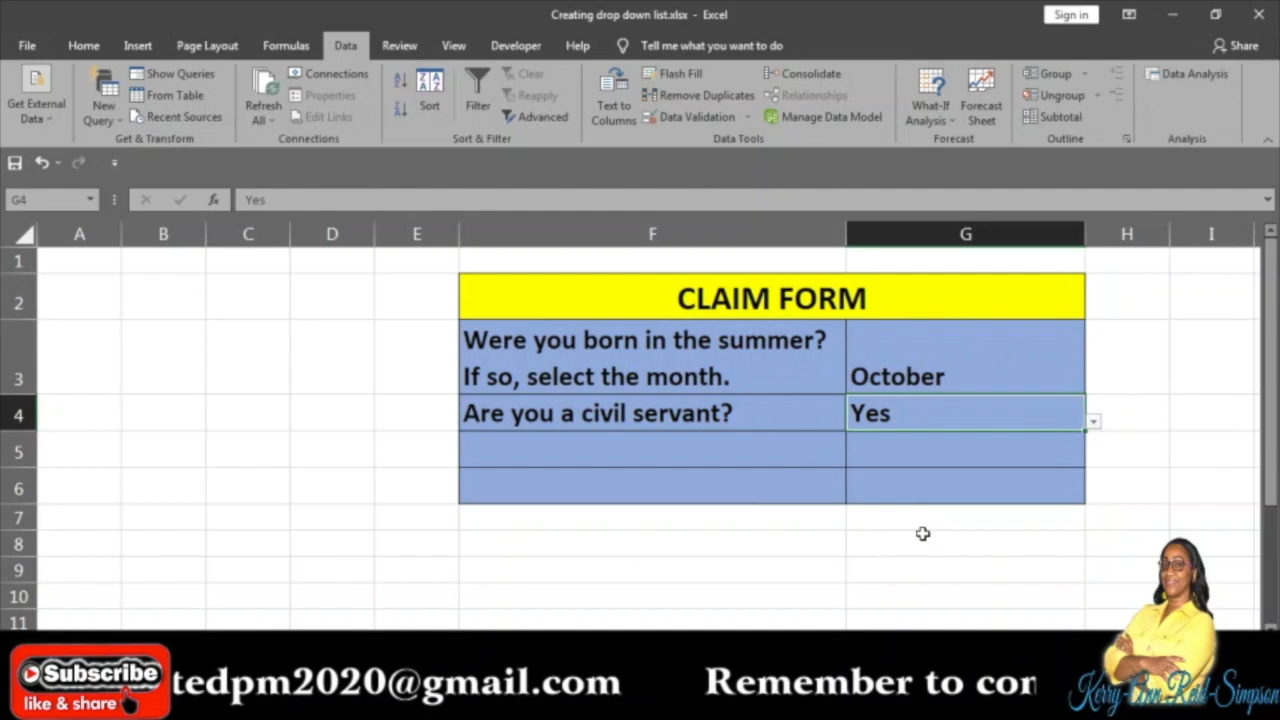 Creating drop down list.xlsx - Excel
Sign in
File Home Insert Page Layout Formulas Data Review View Developer Help Tell me what you want to do Share
Get External Data
New Query
Show Queries
From Table
Recent Sources
Get & Transform
Refresh All
Connections
Properties
Edit Links
Connections
Sort
Filter
Clear
Reapply
Advanced
Sort & Filter
Text to Columns
Flash Fill
Remove Duplicates
Data Validation
Consolidate
Relationships
Manage Data Model
Data Tools
What-If Analysis
Forecast Sheet
Forecast
Group
Ungroup
Subtotal
Outline
Data Analysis
Analysis
G4 fx Yes
A B C D E F G H I
1
2 CLAIM FORM
3 Were you born in the summer?
If so, select the month. October
4 Are you a civil servant? Yes
5
6
7
8
9
10
11
Subscribe
like & share
tedpm2020@gmail.com Remember to con
Kerry-Ann Reid-Simpson